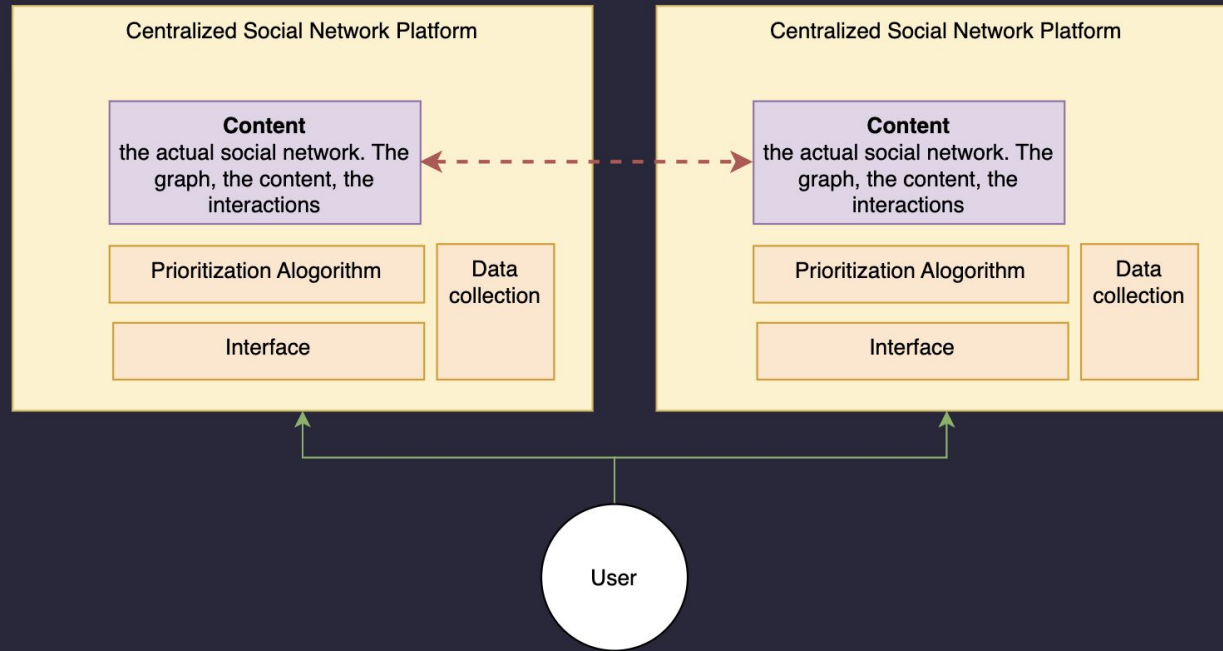 Centralized Social Network Platform
Content
the actual social network. The
graph, the content, the
interactions
Prioritization Alogorithm
Data
collection
Interface
Centralized Social Network Platform
Content
the actual social network. The
graph, the content, the
interactions
Prioritization Alogorithm
Data
collection
Interface
User